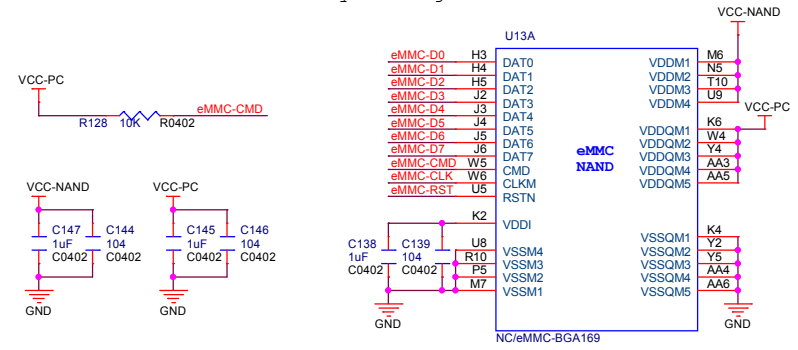 VCC-PC
eMMC-CMD
R128 10K R0402
VCC-NAND
C147
1uF
C0402
C144
104
C0402
GND
VCC-PC
C145
1uF
C0402
C146
104
C0402
GND
U13A
eMMC-D0 H3 DAT0
eMMC-D1 H4 DAT1
eMMC-D2 H5 DAT2
eMMC-D3 J2 DAT3
eMMC-D4 J3 DAT4
eMMC-D5 J4 DAT5
eMMC-D6 J5 DAT6
eMMC-D7 J6 DAT7
eMMC-CMD W5 CMD
eMMC-CLK W6 CLKM
eMMC-RST U5 RSTN
K2 VDDI
U8 VSSM4
R10 VSSM3
P5 VSSM2
M7 VSSM1
C138
1uF
C0402
C139
104
C0402
GND
eMMC
NAND
VCC-NAND
VDDM1 M6
VDDM2 N5
VDDM3 T10
VDDM4 U9
VCC-PC
VDDQM1 K6
VDDQM2 W4
VDDQM3 Y4
VDDQM4 AA3
VDDQM5 AA5
VSSQM1 K4
VSSQM2 Y2
VSSQM3 Y5
VSSQM4 AA4
VSSQM5 AA6
GND
NC/eMMC-BGA169